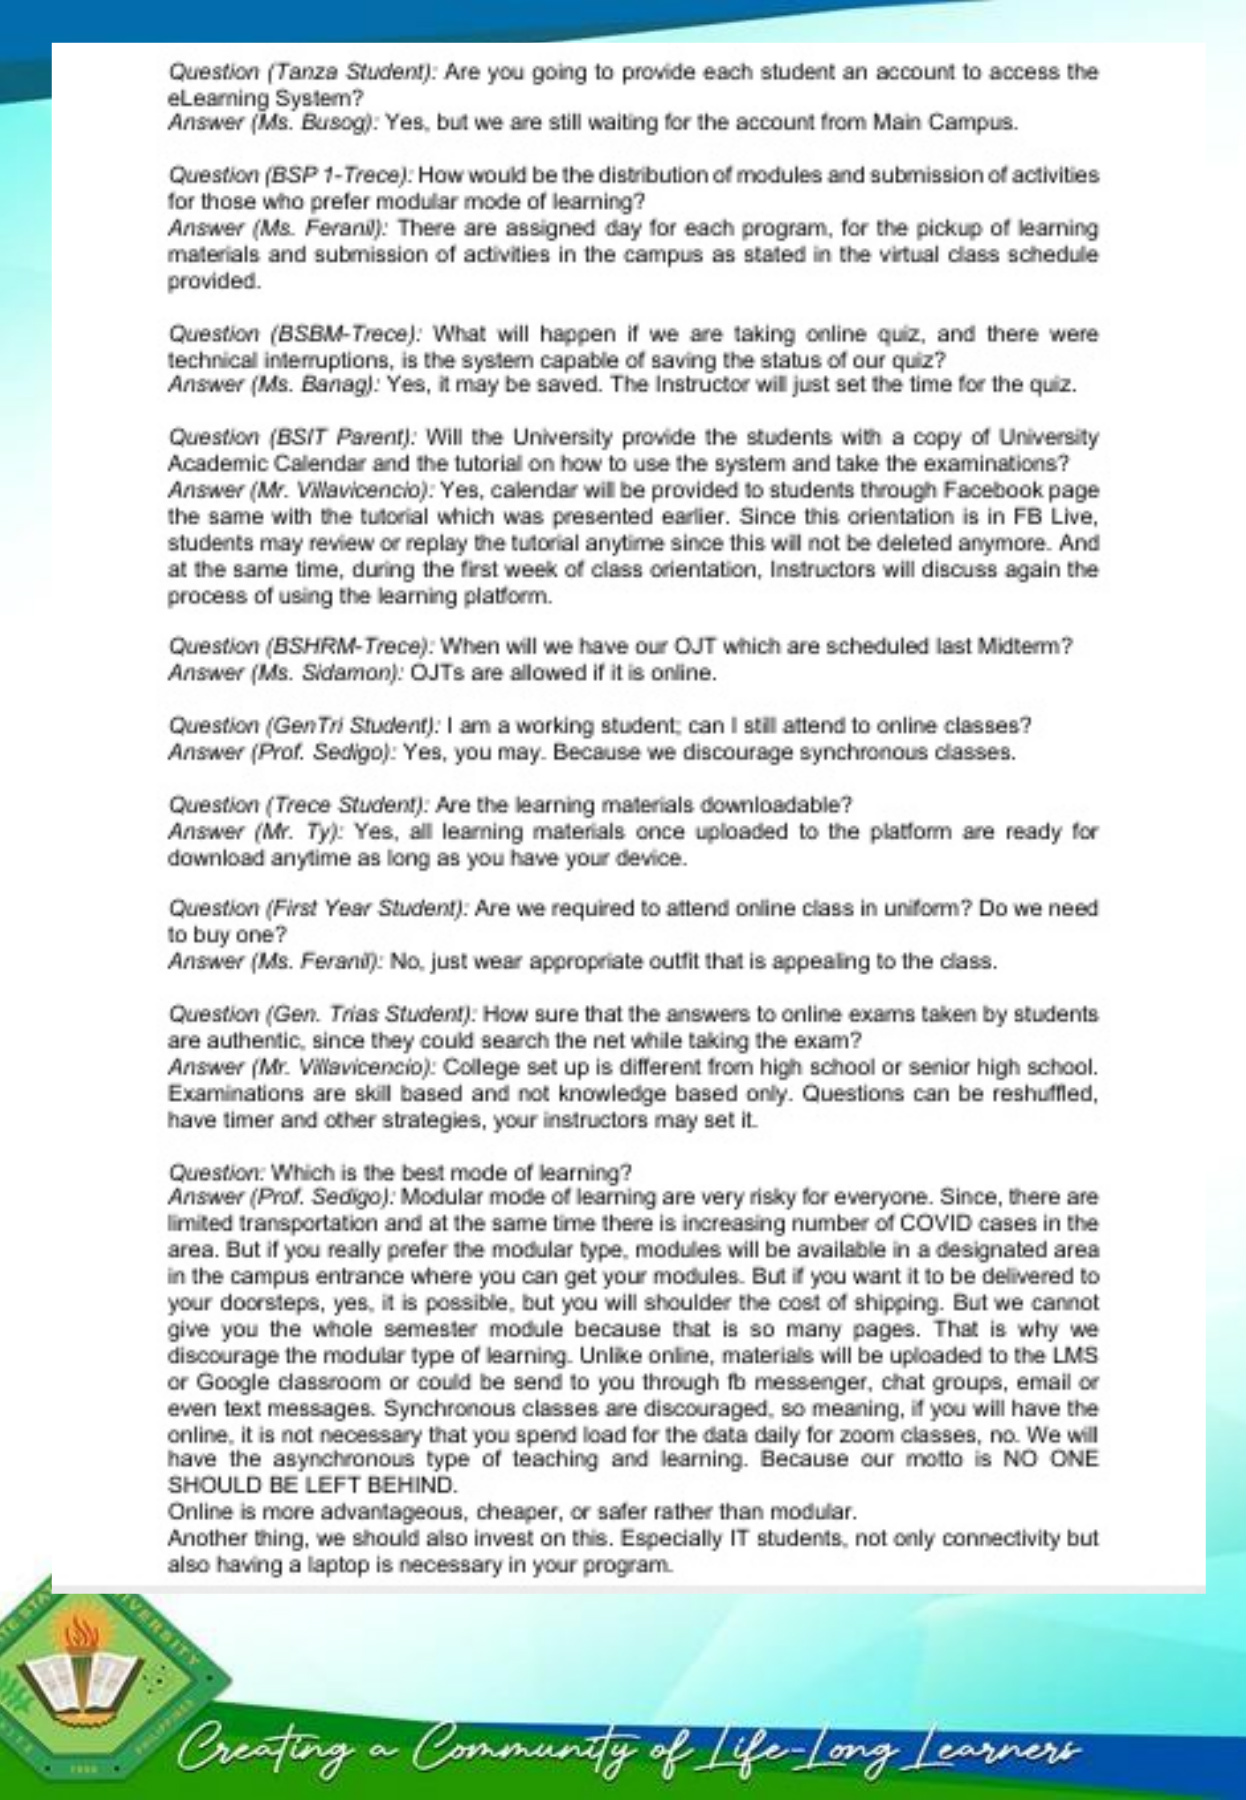 Question (Tanza Student): Are you going to provide each student an account to access the
eLearning System?
Answer (Ms. Busog): Yes, but we are still waiting for the account from Main Campus.
Question (BSP 1-Trece): How would be the distribution of modules and submission of activities
for those who prefer modular mode of learning?
Answer (Ms. Feranil): There are assigned day for each program, for the pickup of learning
materials and submission of activities in the campus as stated in the virtual class schedule
provided.
Question (BSBM-Trece): What will happen if we are taking online quiz, and there were
technical interruptions, is the system capable of saving the status of our quiz?
Answer (Ms. Banag): Yes, it may be saved. The Instructor will just set the time for the quiz.
Question (BSIT Parent): Will the University provide the students with a copy of University
Academic Calendar and the tutorial on how to use the system and take the examinations?
Answer (Mr. Villavicencio): Yes, calendar will be provided to students through Facebook page
the same with the tutorial which was presented earlier. Since this orientation is in FB Live,
students may review or replay the tutorial anytime since this will not be deleted anymore. And
at the same time, during the first week of class orientation, Instructors will discuss again the
process of using the learning platform.
Question (BSHRM-Trece): When will we have our OJT which are scheduled last Midterm?
Answer (Ms. Sidamon): OJTs are allowed if it is online.
Question (GenTri Student): I am a working student; can I still attend to online classes?
Answer (Prof. Sedigo): Yes, you may. Because we discourage synchronous classes.
Question (Trece Student): Are the learning materials downloadable?
Answer (Mr. Ty): Yes, all learning materials once uploaded to the platform are ready for
download anytime as long as you have your device.
Question (First Year Student): Are we required to attend online class in uniform? Do we need
to buy one?
Answer (Ms. Feranil): No, just wear appropriate outfit that is appealing to the class.
Question (Gen. Trias Student): How sure that the answers to online exams taken by students
are authentic, since they could search the net while taking the exam?
Answer (Mr. Villavicencio): College set up is different from high school or senior high school.
Examinations are skill based and not knowledge based only. Questions can be reshuffled,
have timer and other strategies, your instructors may set it.
Question: Which is the best mode of learning?
Answer (Prof. Sedigo): Modular mode of learning are very risky for everyone. Since, there are
limited transportation and at the same time there is increasing number of COVID cases in the
area. But if you really prefer the modular type, modules will be available in a designated area
in the campus entrance where you can get your modules. But if you want it to be delivered to
your doorsteps, yes, it is possible, but you will shoulder the cost of shipping. But we cannot
give you the whole semester module because that is so many pages. That is why we
discourage the modular type of learning. Unlike online, materials will be uploaded to the LMS
or Google classroom or could be send to you through fb messenger, chat groups, email or
even text messages. Synchronous classes are discouraged, so meaning, if you will have the
online, it is not necessary that you spend load for the data daily for zoom classes, no. We will
have the asynchronous type of teaching and learning. Because our motto is NO ONE
SHOULD BE LEFT BEHIND.
Online is more advantageous, cheaper, or safer rather than modular.
Another thing, we should also invest on this. Especially IT students, not only connectivity but
also having a laptop is necessary in your program.
Creating a Community of Life-Long Learners